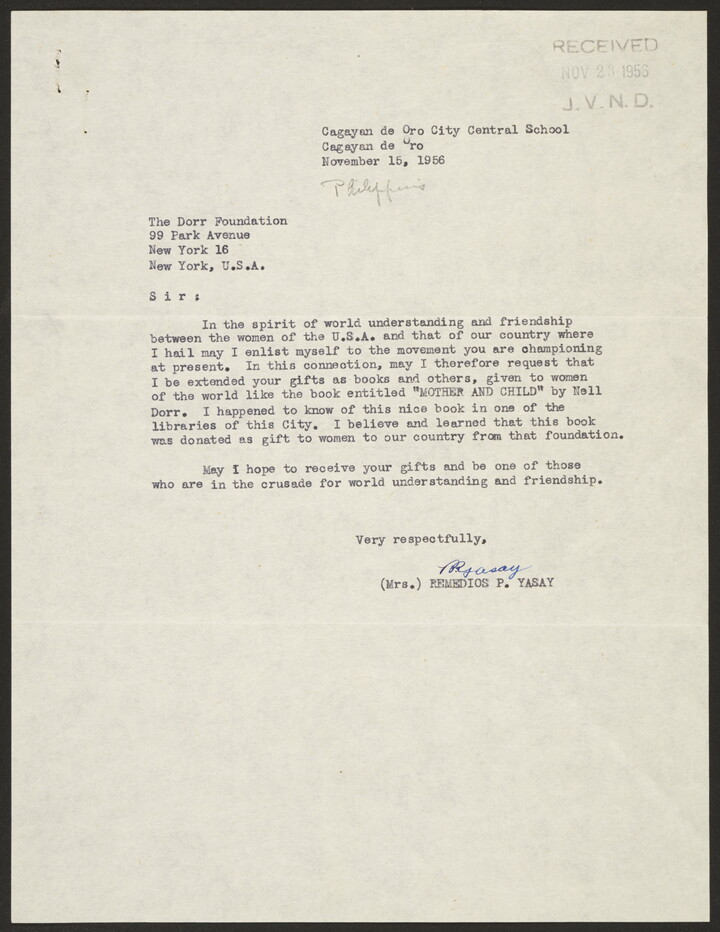 RECEIVED
NOV 23 1956
J.V.N.D.
Cagayan de Oro City Central School
Cagayan de Oro
November 15, 1956
Philippines
The Dorr Foundation
99 Park Avenue
New York 16
New York, U.S.A.
S i r :
In the spirit of world understanding and friendship
between the women of the U.S.A. and that of our country where
I hail may I enlist myself to the movement you are championing
at present. In this connection, may I therefore request that
I be extended your gifts as books and others, given to women
of the world like the book entitled "MOTHER AND CHILD" by Nell
Dorr. I happened to know of this nice book in one of the
libraries of this City. I believe and learned that this book
was donated as gift to women to our country from that foundation.
May I hope to receive your gifts and be one of those
who are in the crusade for world understanding and friendship.
Very respectfully,
RPyasay
(Mrs.) REMEDIOS P. YASAY